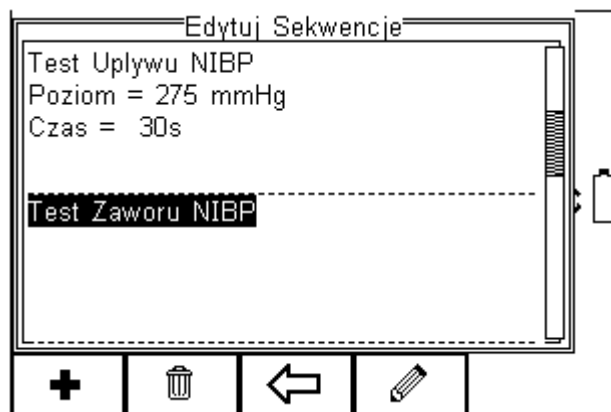 Edytuj Sekwencje
Test Uplywu NIBP
Poziom = 275 mmHg
Czas = 30s
Test Zaworu NIBP